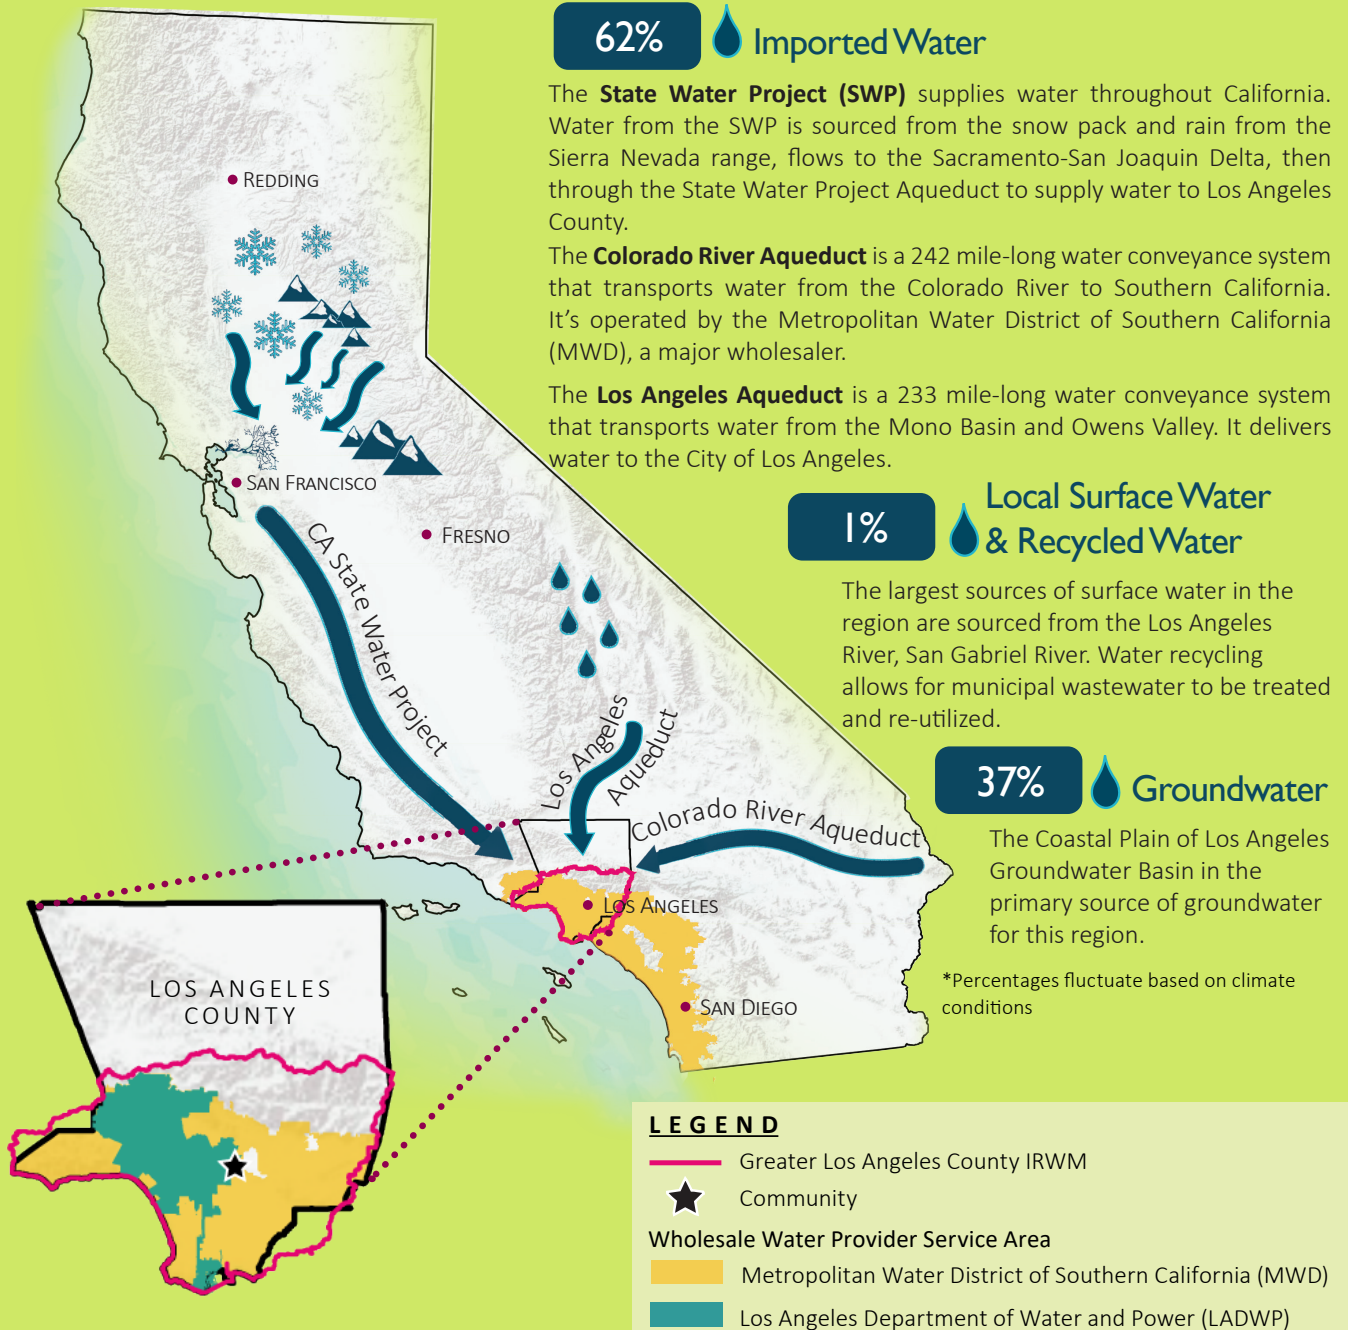 62%
Imported Water
The State Water Project (SWP) supplies water throughout California.
Water from the SWP is sourced from the snow pack and rain from the
Sierra Nevada range, flows to the Sacramento-San Joaquin Delta, then
through the State Water Project Aqueduct to supply water to Los Angeles
County.
The Colorado River Aqueduct is a 242 mile-long water conveyance system
that transports water from the Colorado River to Southern California.
It’s operated by the Metropolitan Water District of Southern California
(MWD), a major wholesaler.
The Los Angeles Aqueduct is a 233 mile-long water conveyance system
that transports water from the Mono Basin and Owens Valley. It delivers
water to the City of Los Angeles.
1%
Local Surface Water
& Recycled Water
The largest sources of surface water in the
region are sourced from the Los Angeles
River, San Gabriel River. Water recycling
allows for municipal wastewater to be treated
and re-utilized.
37%
Groundwater
The Coastal Plain of Los Angeles
Groundwater Basin in the
primary source of groundwater
for this region.
*Percentages fluctuate based on climate
conditions
REDDING
SAN FRANCISCO
FRESNO
CA State Water Project
Los Angeles
Aqueduct
Colorado River Aqueduct
LOS ANGELES
SAN DIEGO
LOS ANGELES
COUNTY
LEGEND
Greater Los Angeles County IRWM
Community
Wholesale Water Provider Service Area
Metropolitan Water District of Southern California (MWD)
Los Angeles Department of Water and Power (LADWP)